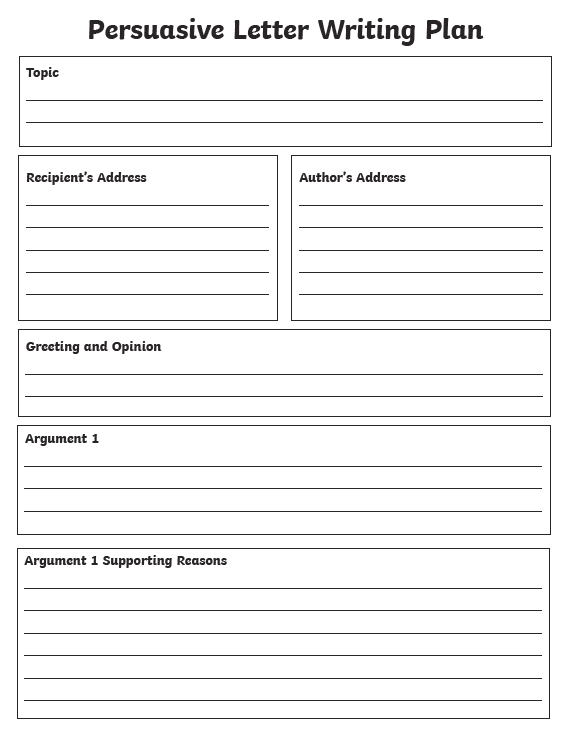 Persuasive Letter Writing Plan
Topic
Recipient's Address
Author's Address
Greeting and Opinion
Argument 1
Argument 1 Supporting Reasons